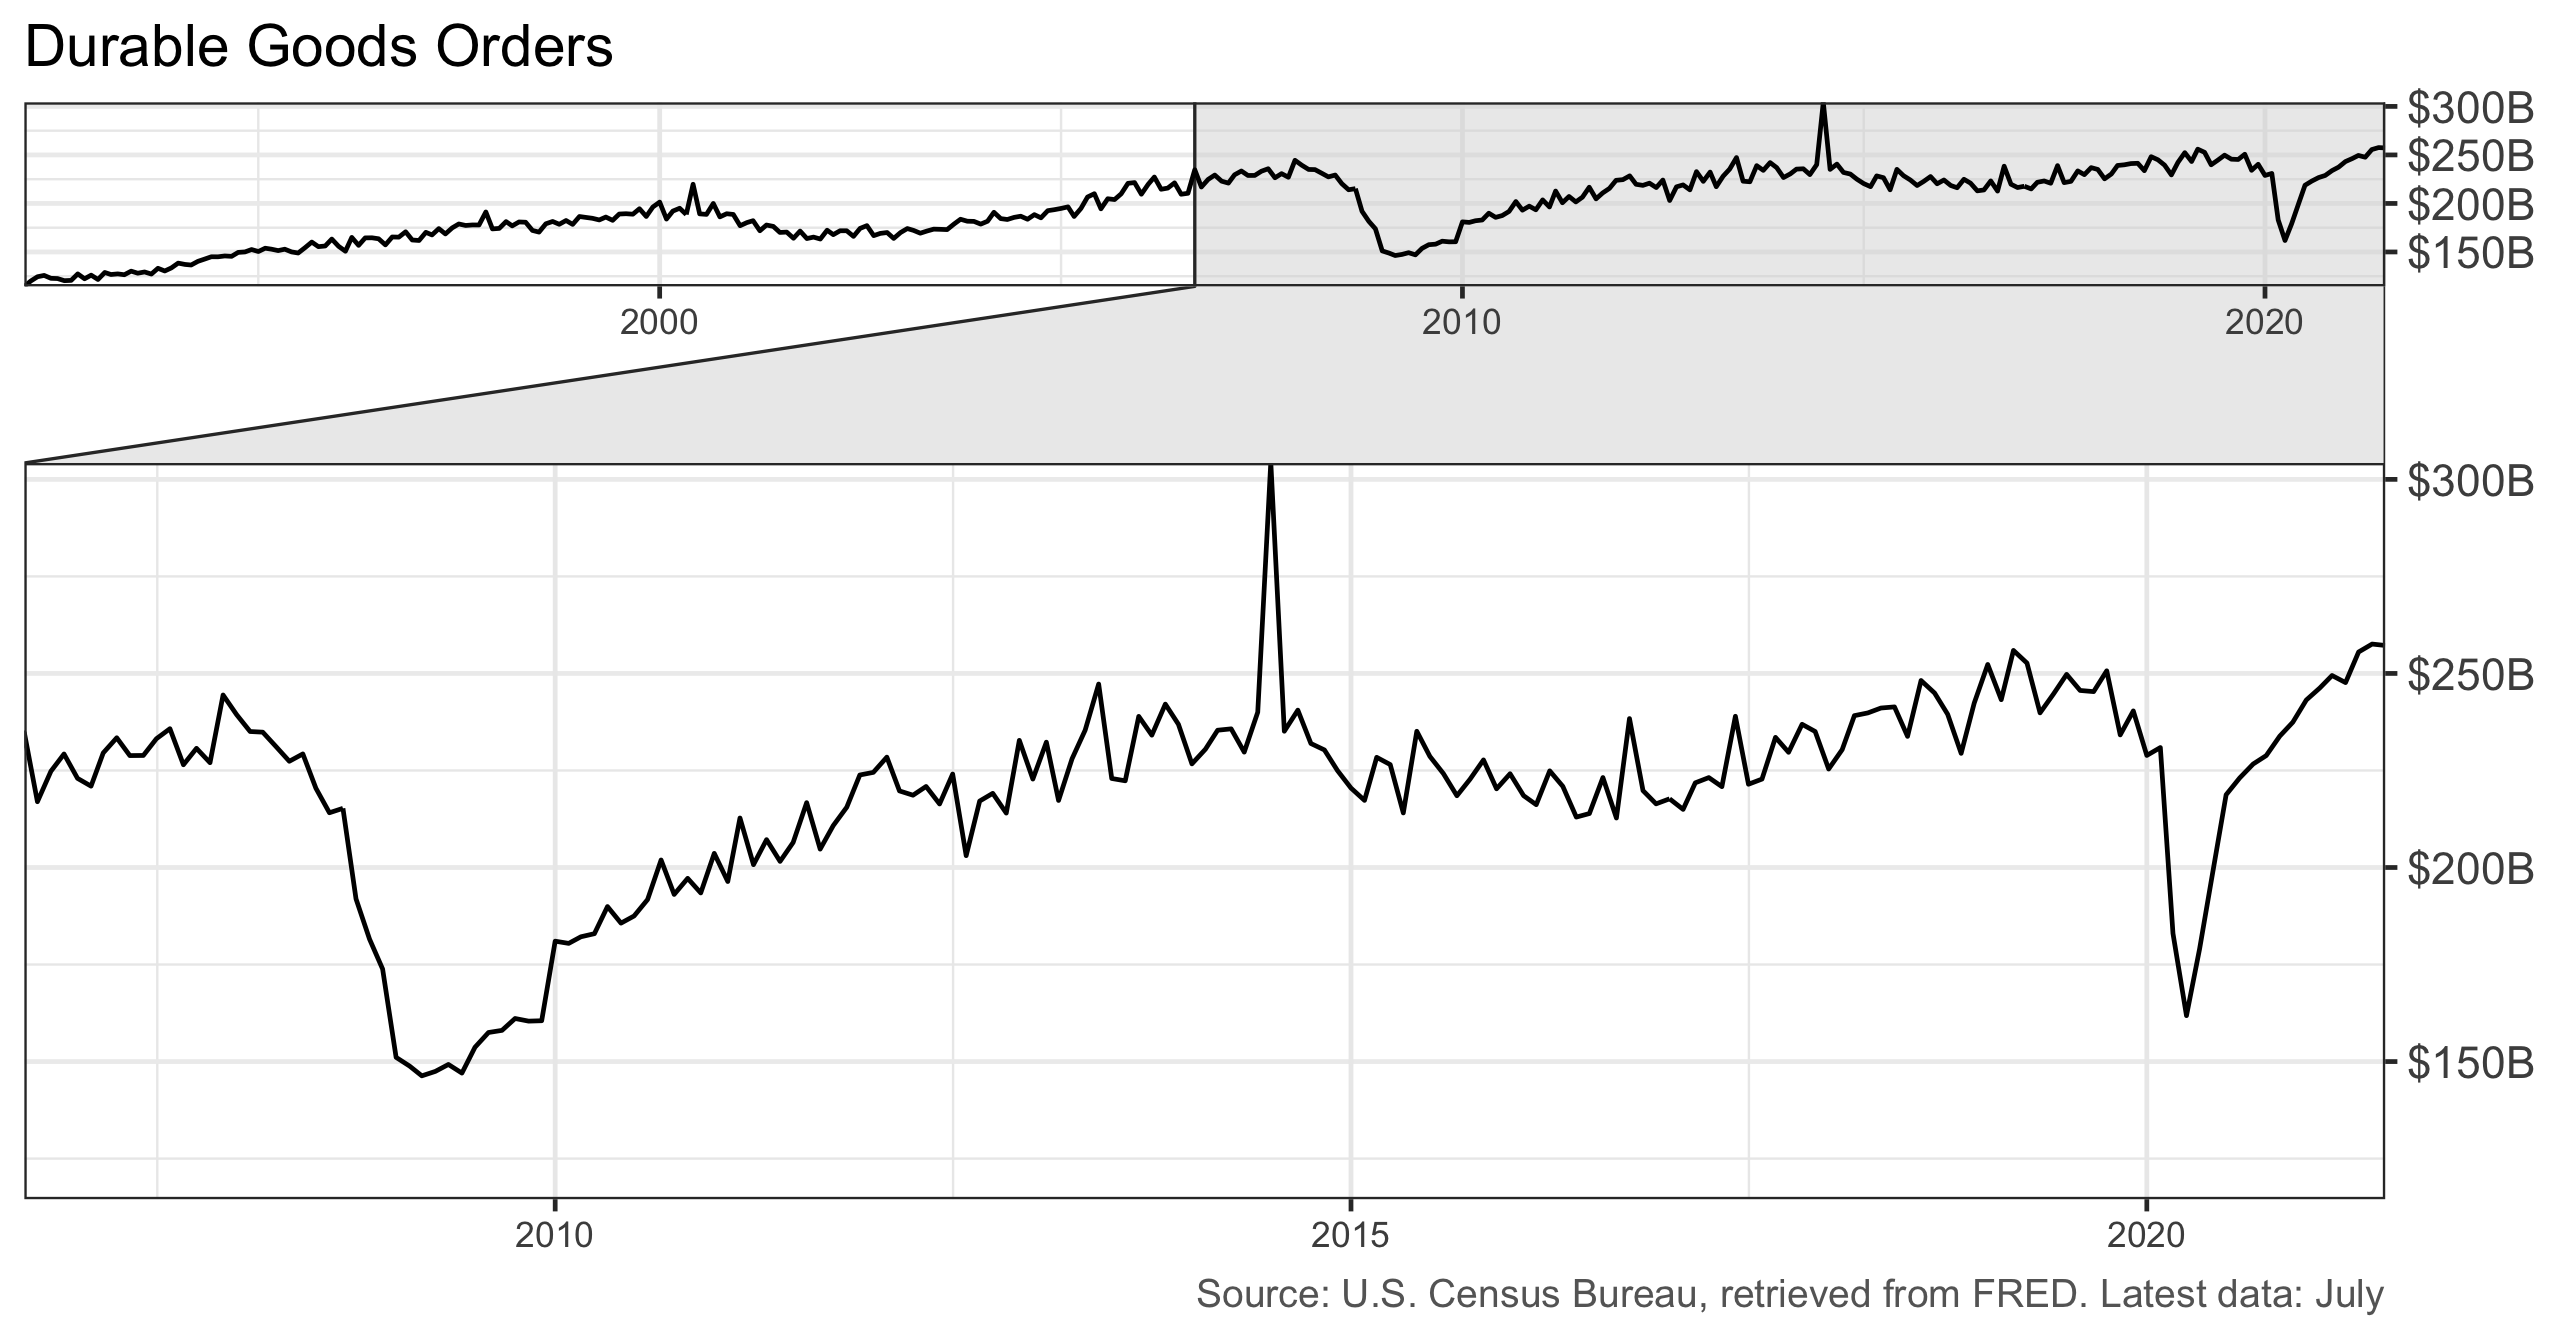 Durable Goods Orders
$300B
$250B
$200B
$150B
2000 2010 2020
$300B
$250B
$200B
$150B
2010 2015 2020
Source: U.S. Census Bureau, retrieved from FRED. Latest data: July